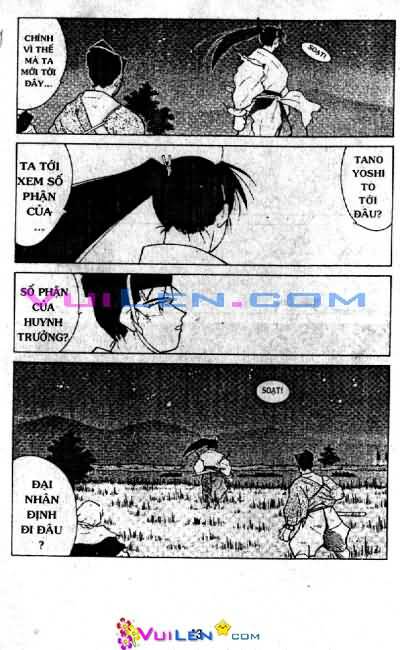 CHÍNH
VÌ THẾ
MÀ TA
MỚI TỚI
ĐÂY...
SOẠT!
TA TỚI
XEM SỐ
PHẬN
CỦA
...
TANO
YOSHI
TO
TỚI
ĐÂU?
SỐ PHẬN
CỦA
HUYNH
TRƯỞNG?
VUILEN.COM
SOẠT!
ĐẠI
NHÂN
ĐỊNH
ĐI ĐÂU
?
VUILEN.COM